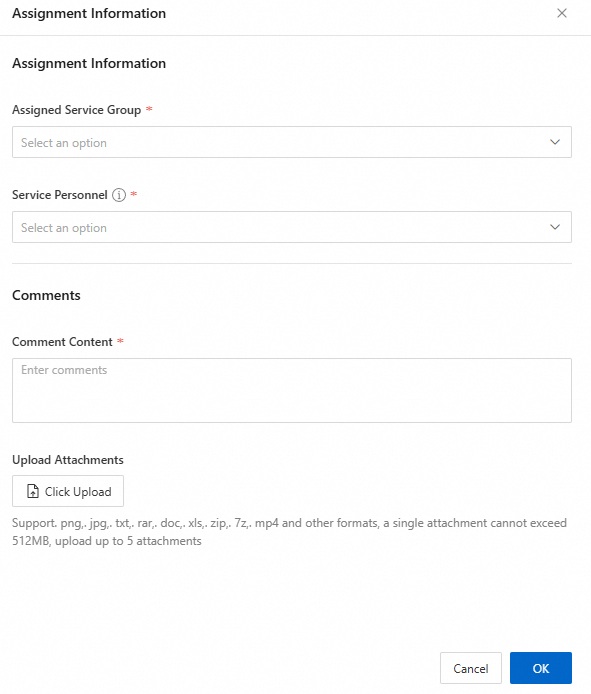 Assignment Information
Assignment Information
Assigned Service Group *
Select an option
Service Personnel *
Select an option
Comments
Comment Content *
Enter comments
Upload Attachments
Click Upload
Support. png,. jpg,. txt,. rar,. doc,. xls,. zip,. 7z,. mp4 and other formats, a single attachment cannot exceed
512MB, upload up to 5 attachments
Cancel OK